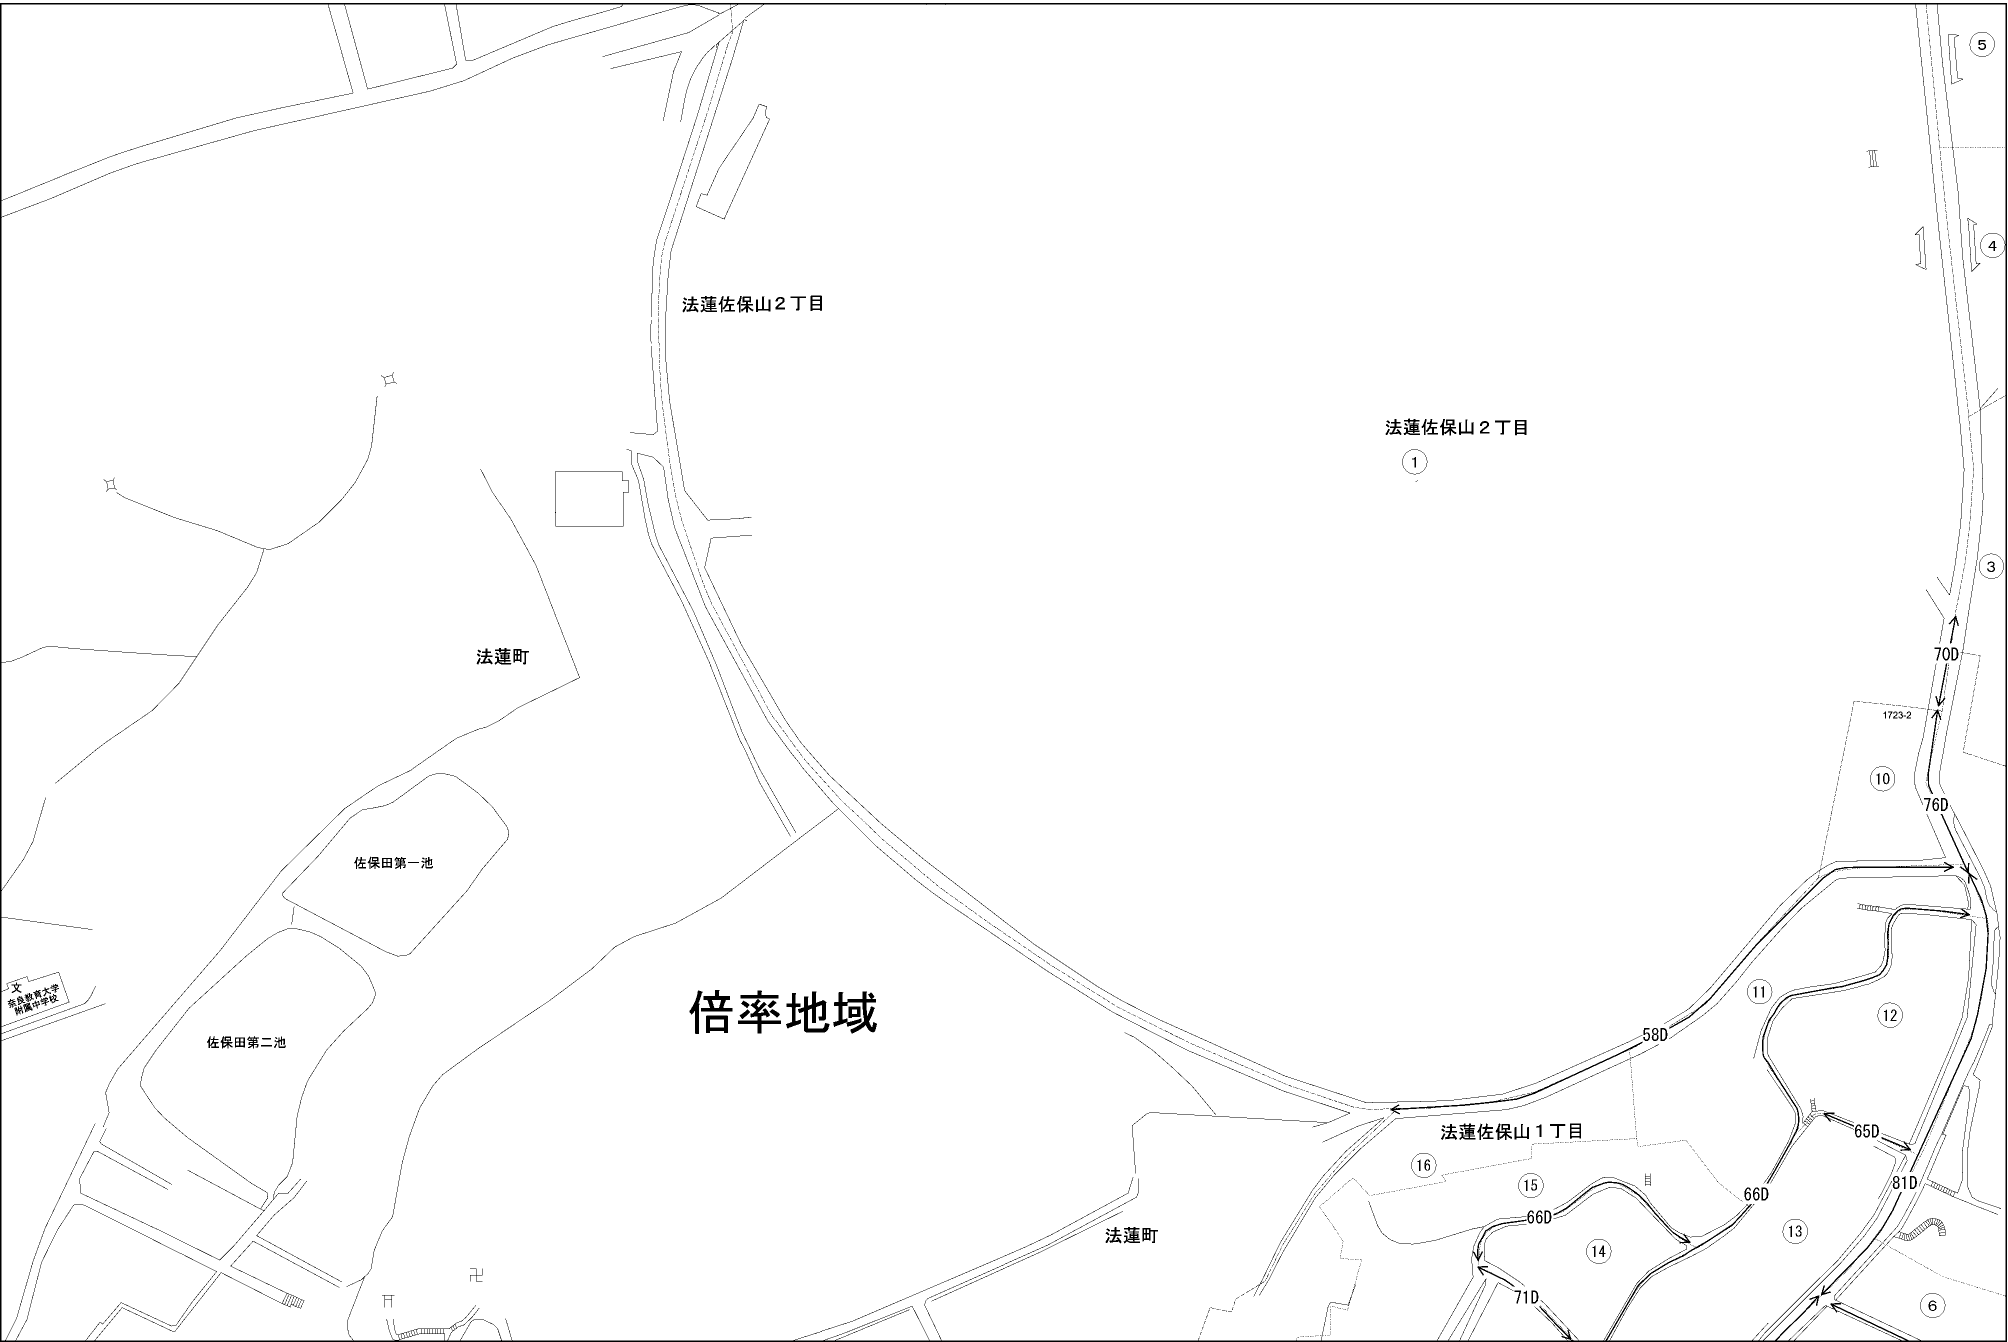 5
4
法蓮佐保山2丁目
法蓮佐保山2丁目
1
3
法蓮町
70D
1723-2
10
76D
佐保田第一池
文
奈良教育大学
附属中学校
倍率地域
11
12
佐保田第二池
58D
法蓮佐保山1丁目
65D
16
15
81D
66D
66D
法蓮町
14
13
卍
71D
6